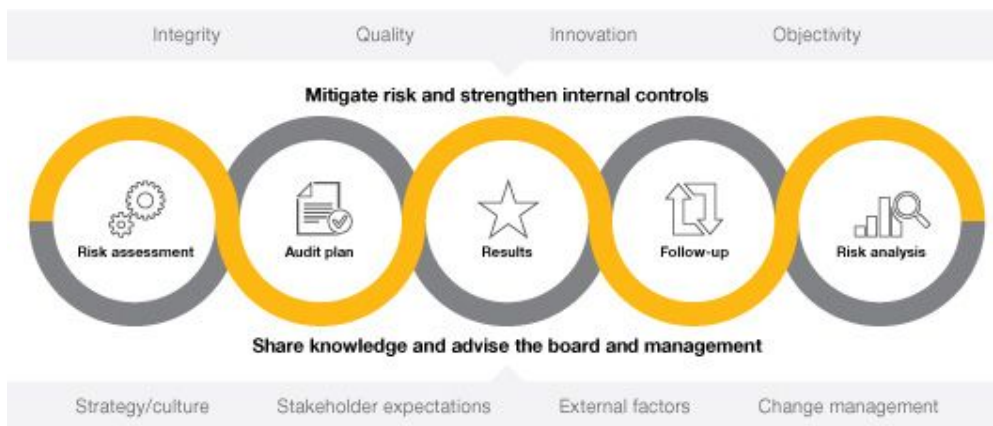 Integrity Quality Innovation Objectivity
Mitigate risk and strengthen internal controls
Risk assessment Audit plan Results Follow-up Risk analysis
Share knowledge and advise the board and management
Strategy/culture Stakeholder expectations External factors Change management